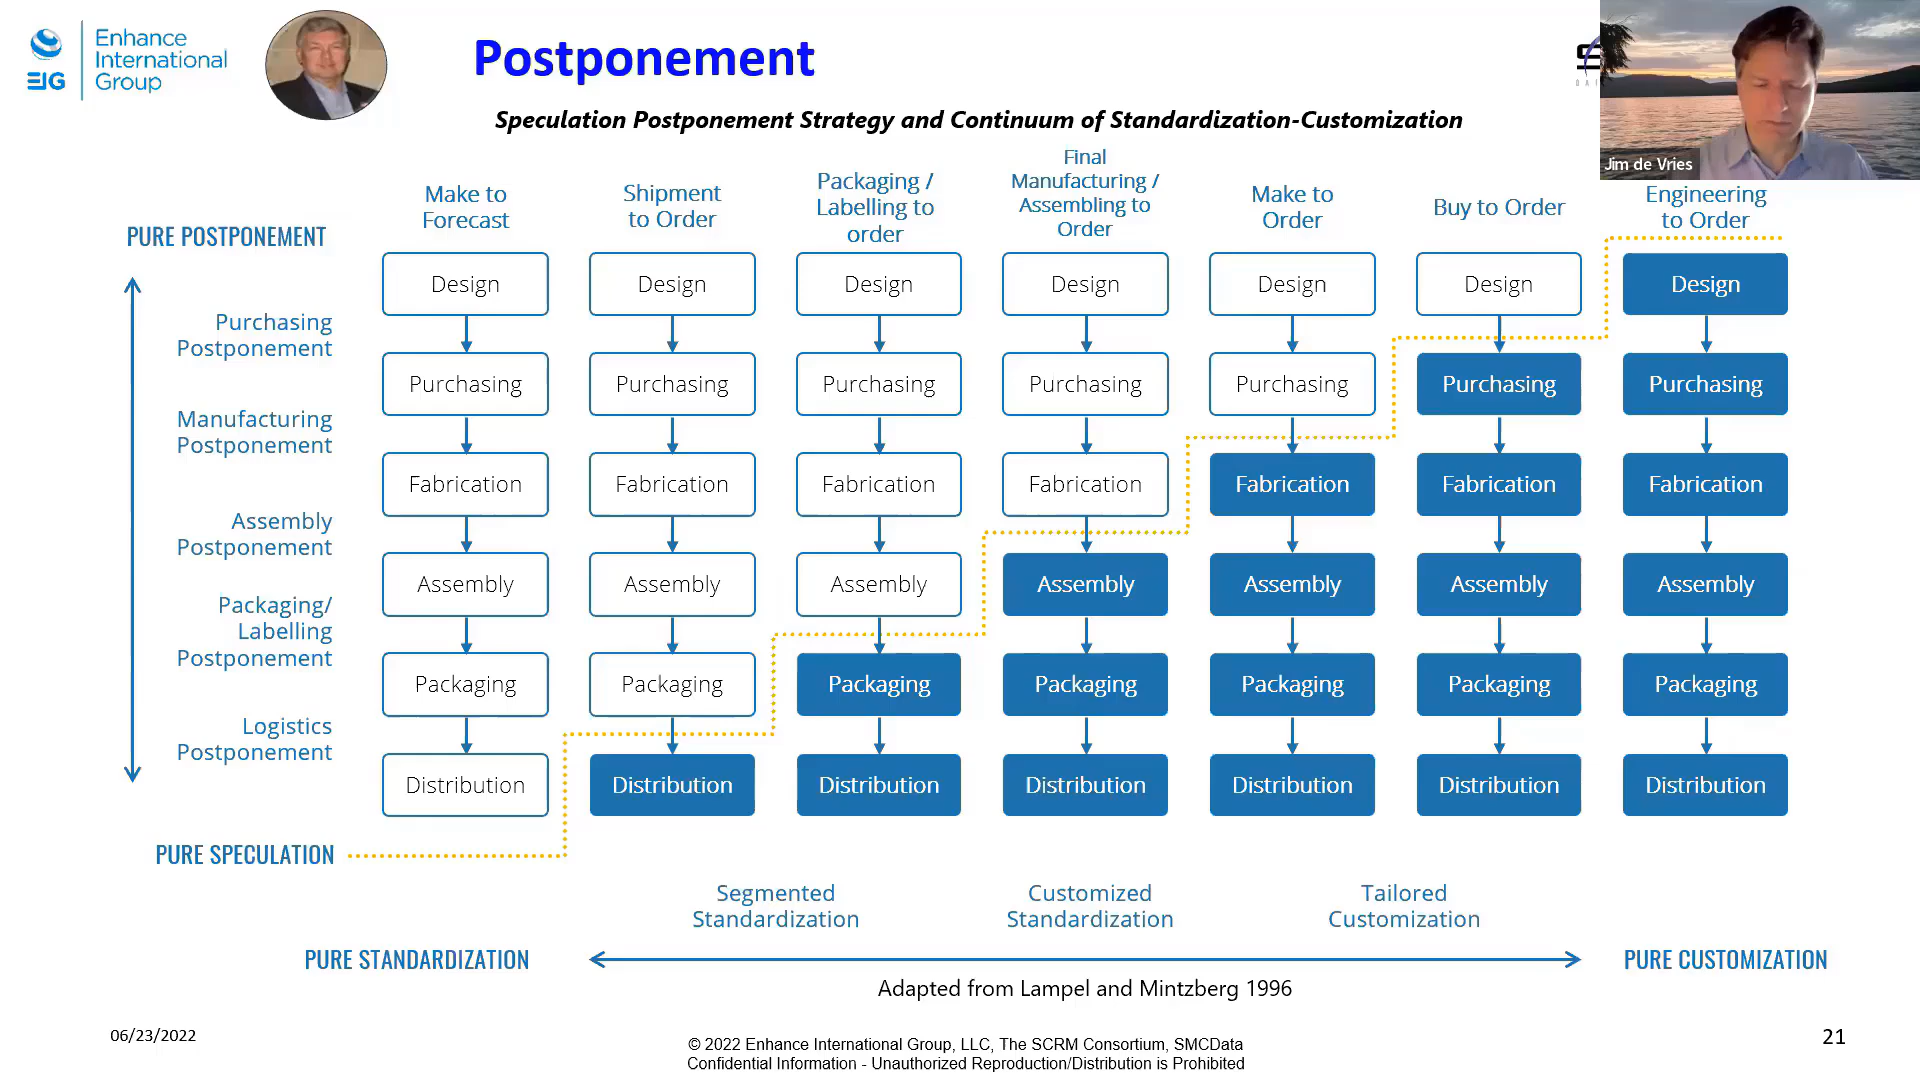 Enhance
International
Group
EIG
Postponement
Speculation Postponement Strategy and Continuum of Standardization-Customization
Jim de Vries
Make to
Forecast
Shipment
to Order
Packaging /
Labelling to
order
Final
Manufacturing /
Assembling to
Order
Make to
Order
Buy to Order
Engineering
to Order
PURE POSTPONEMENT
Purchasing
Postponement
Manufacturing
Postponement
Assembly
Postponement
Packaging/
Labelling
Postponement
Logistics
Postponement
PURE SPECULATION
Design
Design
Design
Design
Design
Design
Design
Purchasing
Purchasing
Purchasing
Purchasing
Purchasing
Purchasing
Purchasing
Fabrication
Fabrication
Fabrication
Fabrication
Fabrication
Fabrication
Fabrication
Assembly
Assembly
Assembly
Assembly
Assembly
Assembly
Assembly
Packaging
Packaging
Packaging
Packaging
Packaging
Packaging
Packaging
Distribution
Distribution
Distribution
Distribution
Distribution
Distribution
Distribution
Segmented
Standardization
Customized
Standardization
Tailored
Customization
PURE STANDARDIZATION
PURE CUSTOMIZATION
Adapted from Lampel and Mintzberg 1996
06/23/2022
© 2022 Enhance International Group, LLC, The SCRM Consortium, SMCData
Confidential Information - Unauthorized Reproduction/Distribution is Prohibited
21